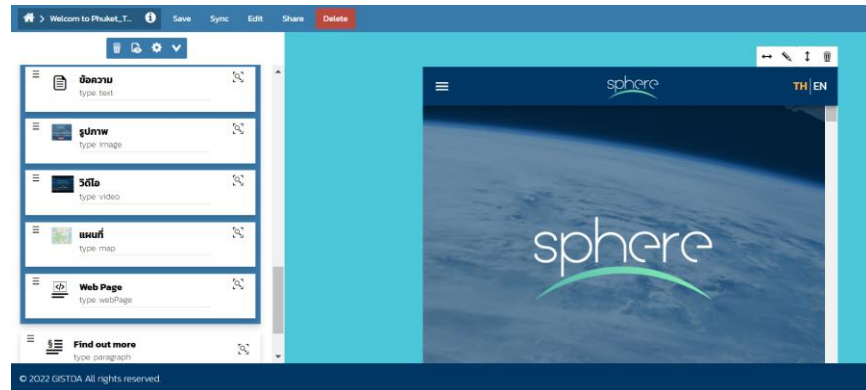 Welcom to Phuket_T... Save Sync Edit Share Delete
ข้อความ
type: text
รูปภาพ
type: image
วิดีโอ
type: video
แผนที่
type: map
Web Page
type: webPage
Find out more
type: paragraph
sphere
TH EN
sphere
© 2022 GISTDA All rights reserved.